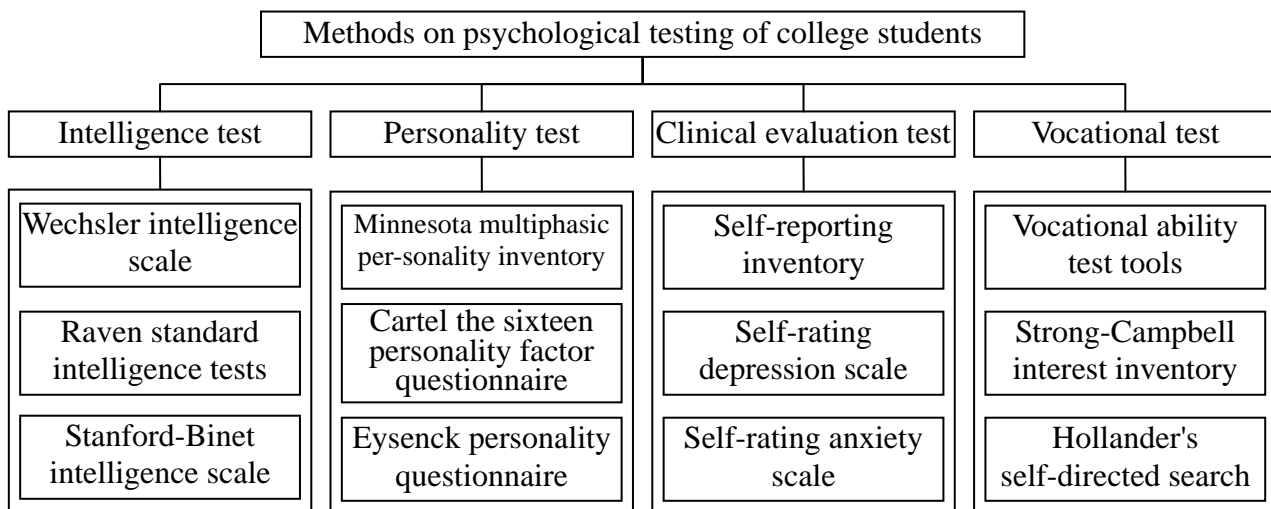 Methods on psychological testing of college students
Intelligence test
Personality test
Clinical evaluation test
Vocational test
Wechsler intelligence
scale
Raven standard
intelligence tests
Stanford-Binet
intelligence scale
Minnesota multiphasic
per-sonality inventory
Cartel the sixteen
personality factor
questionnaire
Eysenck personality
questionnaire
Self-reporting
inventory
Self-rating
depression scale
Self-rating anxiety
scale
Vocational ability
test tools
Strong-Campbell
interest inventory
Hollander's
self-directed search